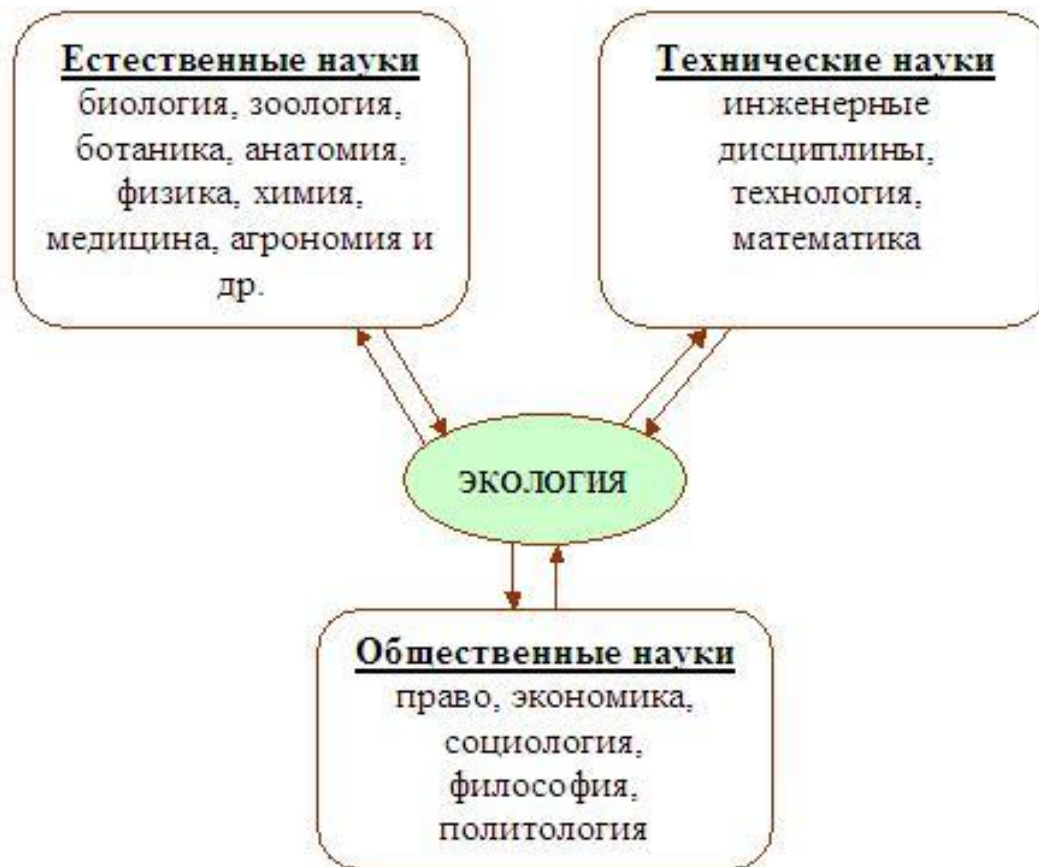 Естественные науки
биология, зоология,
ботаника, анатомия,
физика, химия,
медицина, агрономия и
др.
Технические науки
инженерные
дисциплины,
технология,
математика
ЭКОЛОГИЯ
Общественные науки
право, экономика,
социология,
философия,
политология